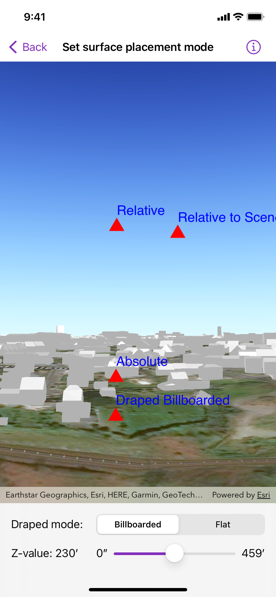 9:41
Back
Set surface placement mode
Relative
Relative to Scen
Absolute
Draped Billboarded
Earthstar Geographics, Esri, HERE, Garmin, GeoTech…
Powered by Esri
Draped mode:
Billboarded
Flat
Z-value: 230′
0″
459′